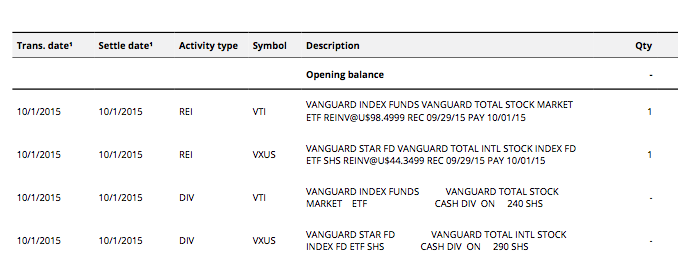 Trans. date¹ Settle date¹ Activity type Symbol Description Qty
Opening balance -
VANGUARD INDEX FUNDS VANGUARD TOTAL STOCK MARKET
10/1/2015 10/1/2015 REI VTI ETF REINV@U$98.4999 REC 09/29/15 PAY 10/01/15 1
VANGUARD STAR FD VANGUARD TOTAL INTL STOCK INDEX FD
10/1/2015 10/1/2015 REI VXUS ETF SHS REINV@U$44.3499 REC 09/29/15 PAY 10/01/15 1
VANGUARD INDEX FUNDS VANGUARD TOTAL STOCK
10/1/2015 10/1/2015 DIV VTI MARKET ETF CASH DIV ON 240 SHS -
VANGUARD STAR FD VANGUARD TOTAL INTL STOCK
10/1/2015 10/1/2015 DIV VXUS INDEX FD ETF SHS CASH DIV ON 290 SHS -